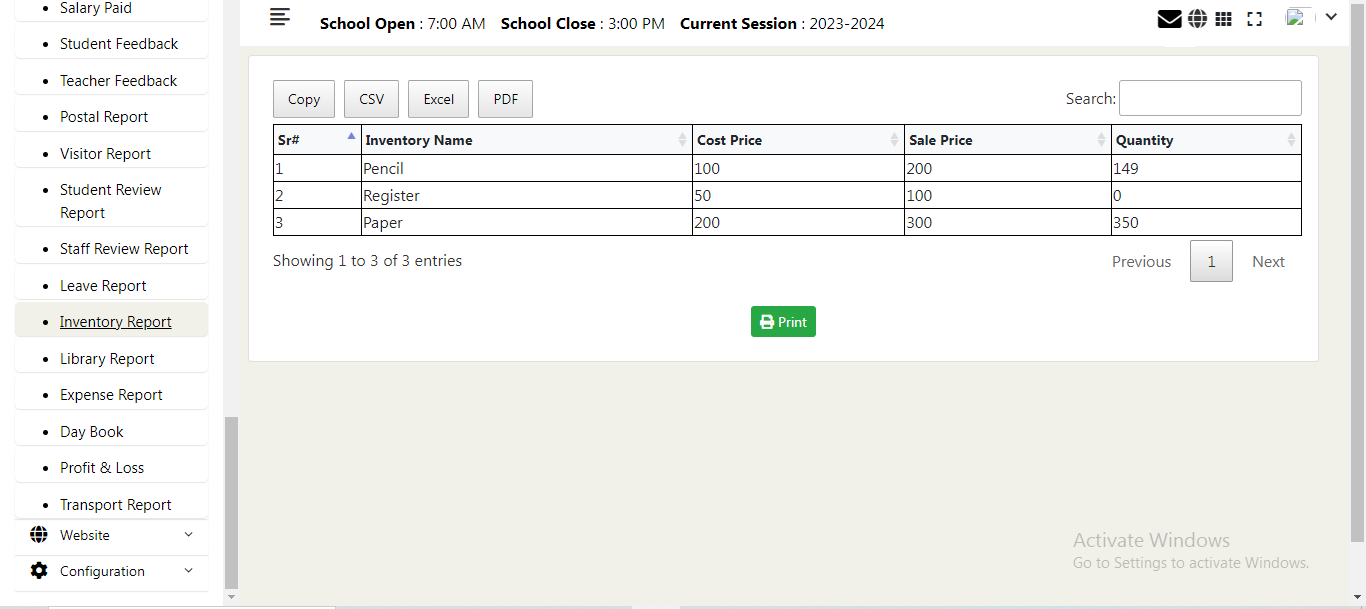 Salary Paid
Student Feedback
Teacher Feedback
Postal Report
Visitor Report
Student Review
Report
Staff Review Report
Leave Report
Inventory Report
Library Report
Expense Report
Day Book
Profit & Loss
Transport Report
Website
Configuration
School Open : 7:00 AM School Close : 3:00 PM Current Session : 2023-2024
Copy CSV Excel PDF Search:
Sr# Inventory Name Cost Price Sale Price Quantity
1 Pencil 100 200 149
2 Register 50 100 0
3 Paper 200 300 350
Showing 1 to 3 of 3 entries Previous 1 Next
Print
Activate Windows
Go to Settings to activate Windows.